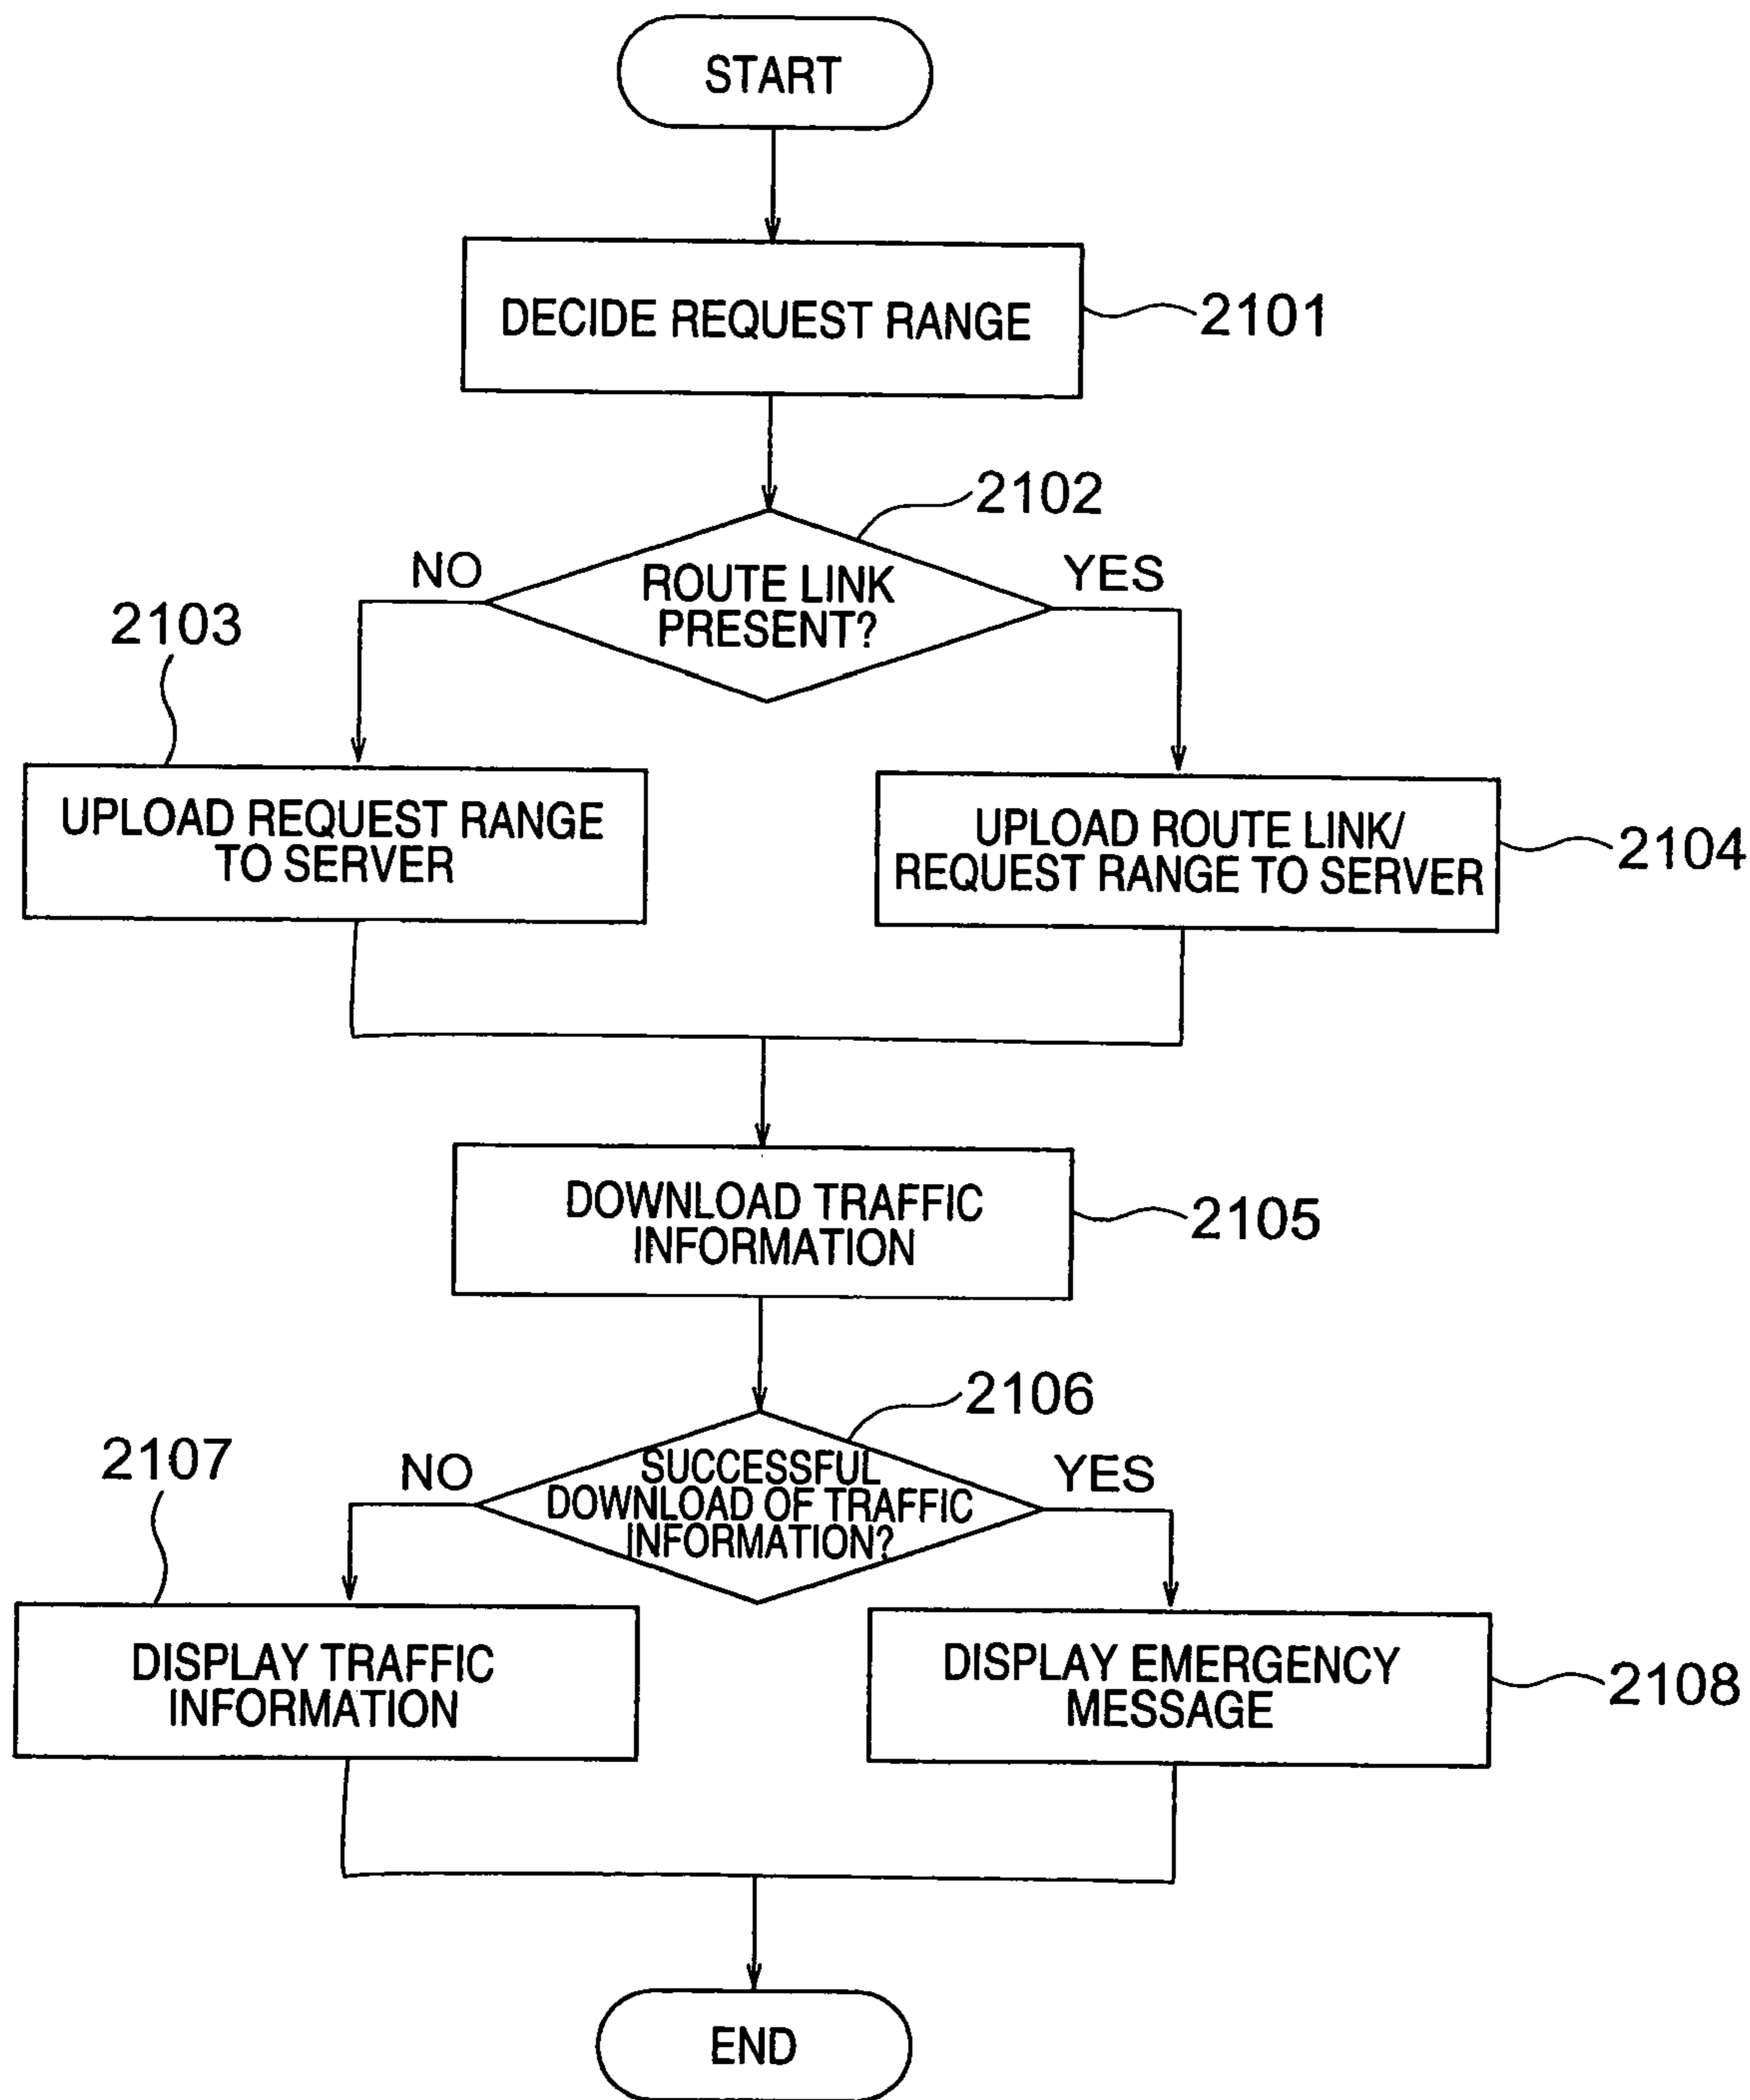 START
DECIDE REQUEST RANGE
2101
2102
NO
ROUTE LINK
PRESENT?
YES
2103
UPLOAD REQUEST RANGE
TO SERVER
UPLOAD ROUTE LINK/
REQUEST RANGE TO SERVER
2104
DOWNLOAD TRAFFIC
INFORMATION
2105
2106
NO
SUCCESSFUL
DOWNLOAD OF TRAFFIC
INFORMATION?
YES
2107
DISPLAY TRAFFIC
INFORMATION
DISPLAY EMERGENCY
MESSAGE
2108
END